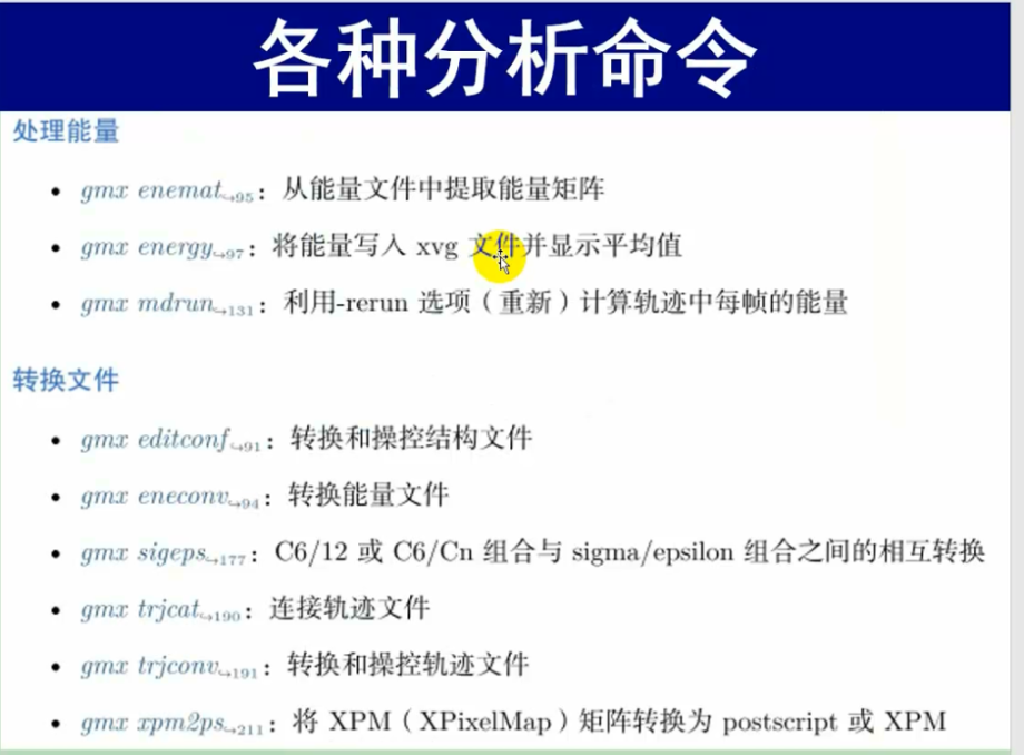 各种分析命令
处理能量
• gmx enemat↪95：从能量文件中提取能量矩阵
• gmx energy↪97：将能量写入 xvg 文件并显示平均值
• gmx mdrun↪131：利用-rerun 选项（重新）计算轨迹中每帧的能量
转换文件
• gmx editconf↪91：转换和操控结构文件
• gmx eneconv↪94：转换能量文件
• gmx sigeps↪177：C6/12 或 C6/Cn 组合与 sigma/epsilon 组合之间的相互转换
• gmx trjcat↪190：连接轨迹文件
• gmx trjconv↪191：转换和操控轨迹文件
• gmx xpm2ps↪211：将 XPM（XPixelMap）矩阵转换为 postscript 或 XPM